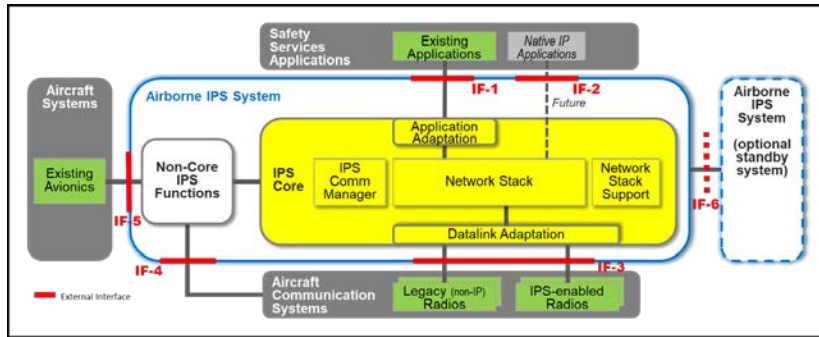 Safety
Services
Applications
Existing
Applications
Native IP
Applications
IF-1
IF-2
Future
Aircraft
Systems
Existing
Avionics
IF-5
Airborne IPS System
Non-Core
IPS
Functions
IPS
Core
Application
Adaptation
IPS
Comm
Manager
Network Stack
Network
Stack
Support
Datalink Adaptation
IF-6
Airborne
IPS
System
(optional
standby
system)
IF-4
IF-3
Aircraft
Communication
Systems
Legacy (non-IP)
Radios
IPS-enabled
Radios
External Interface